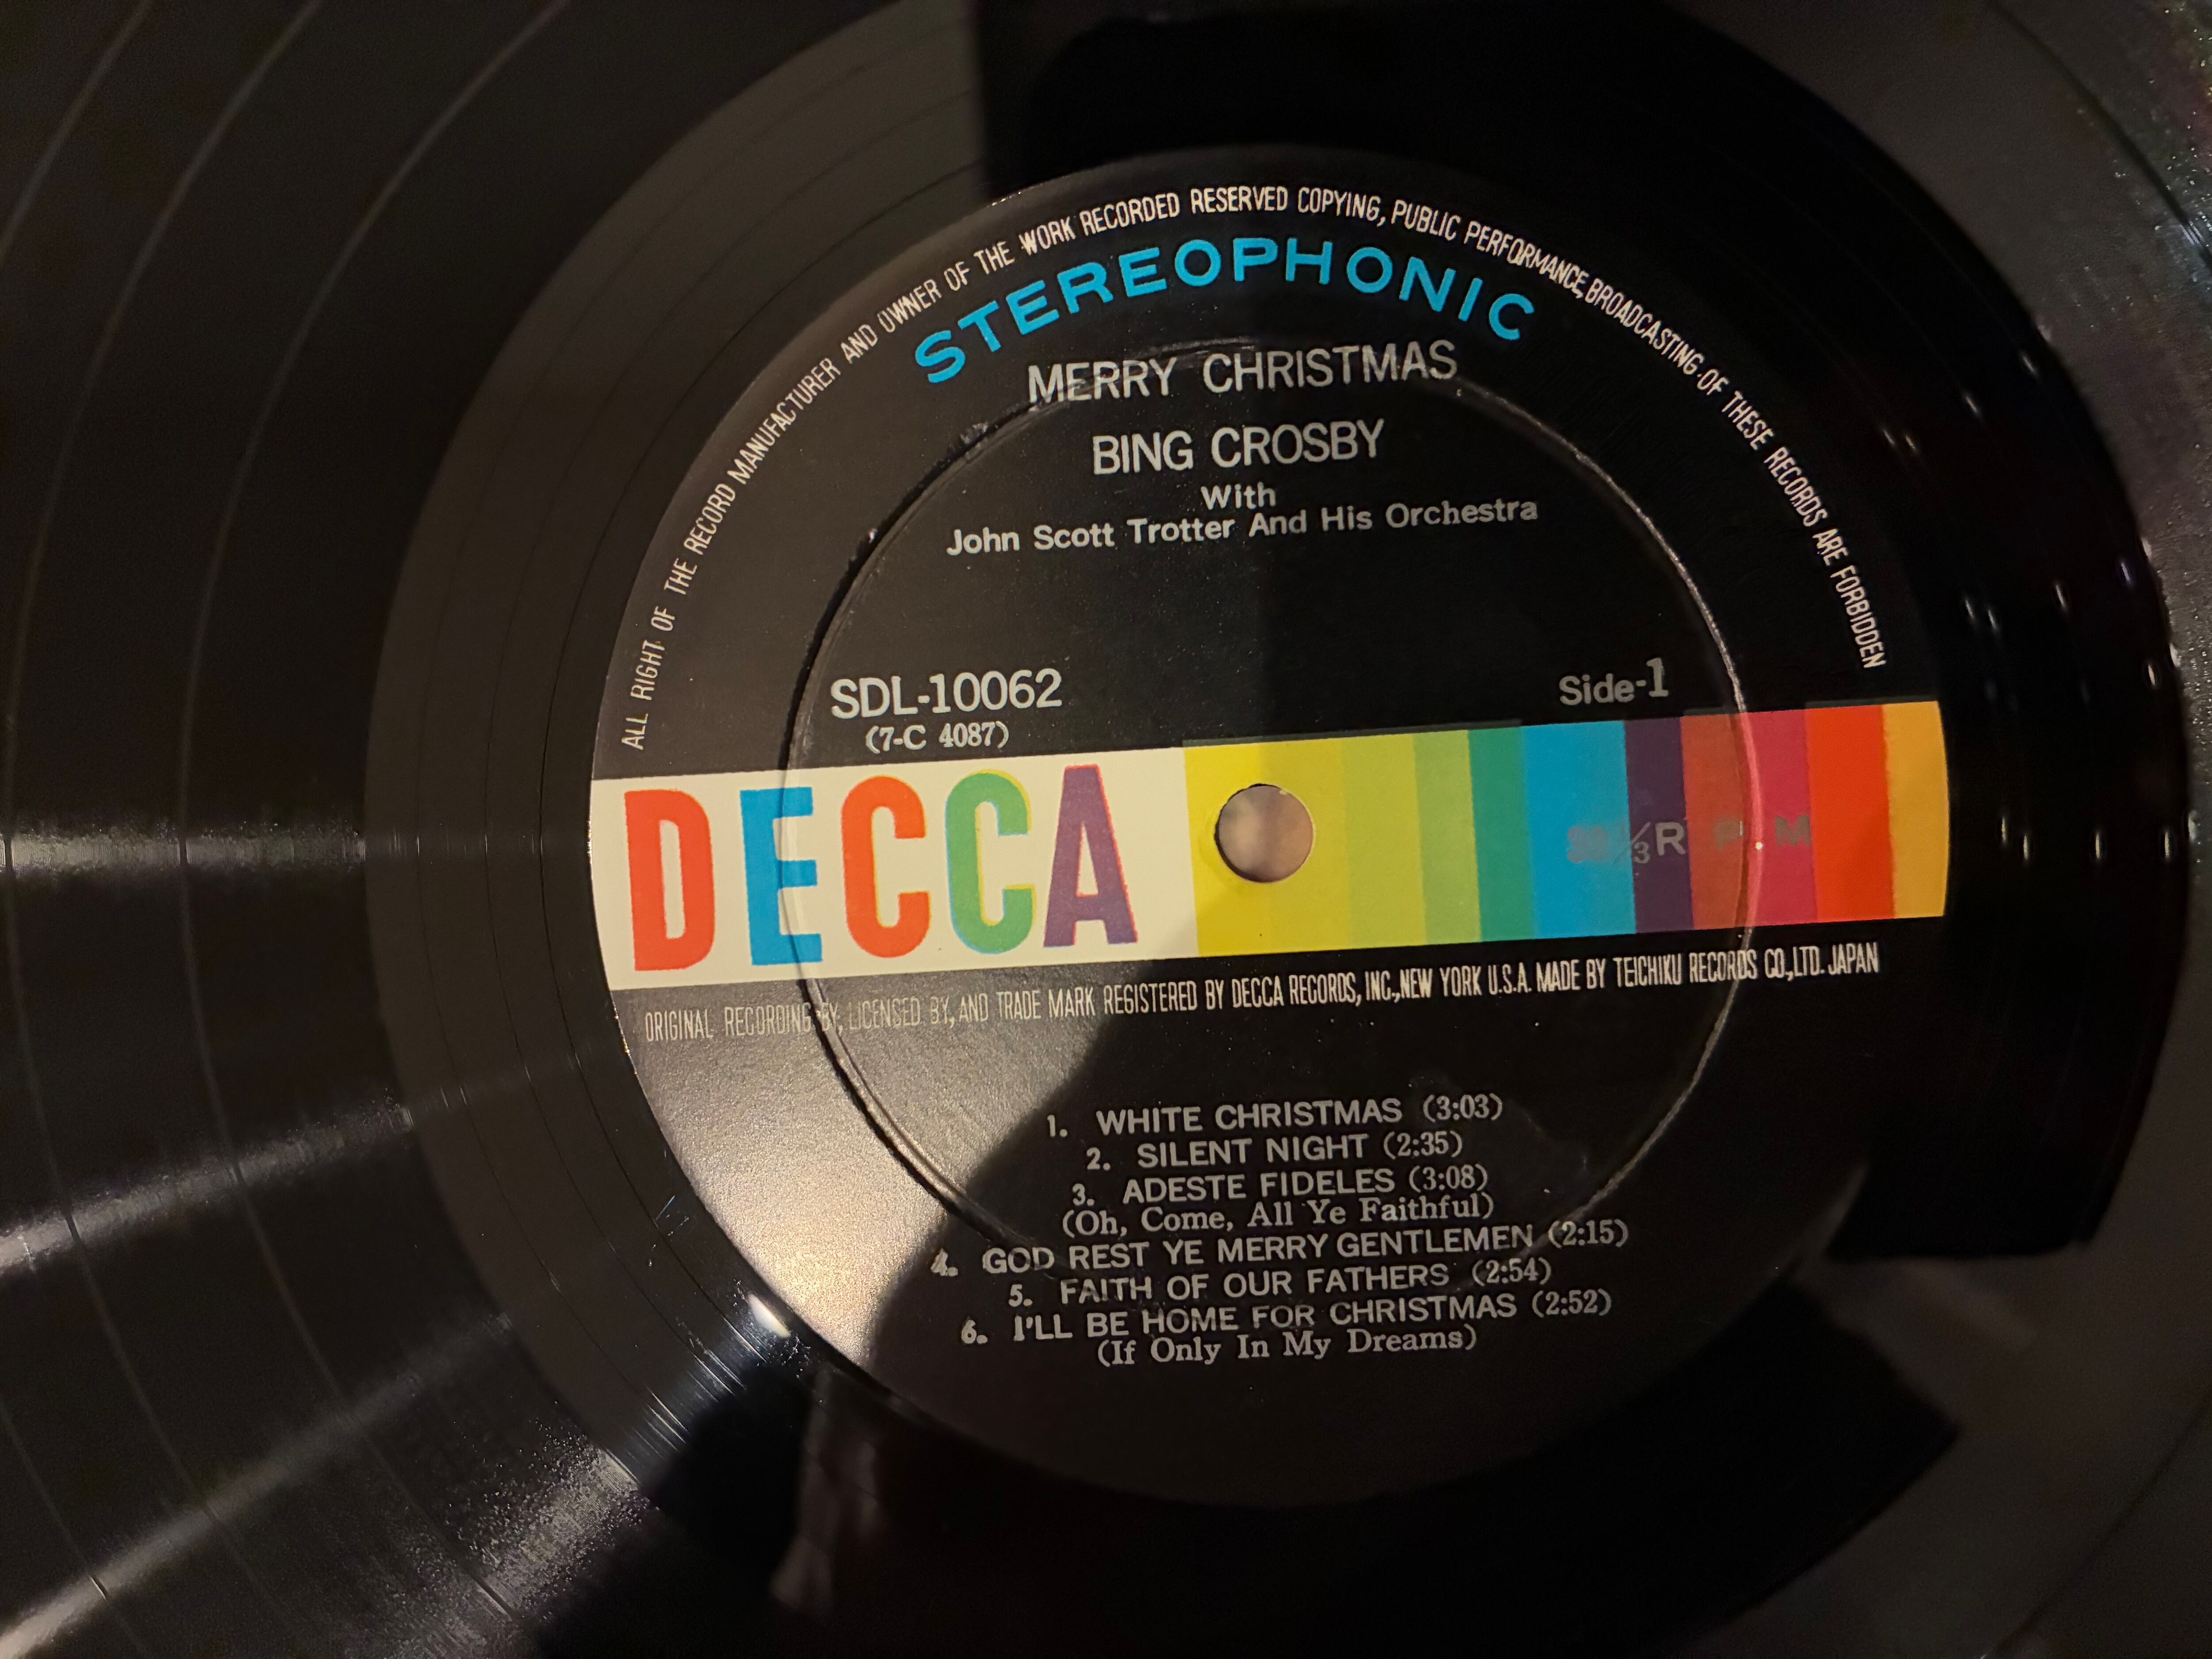 ALL RIGHT OF THE RECORD MANUFACTURER AND OWNER OF THE WORK RECORDED RESERVED COPYING, PUBLIC PERFORMANCE, BROADCASTING OF THESE RECORDS ARE FORBIDDEN
STEREOPHONIC
MERRY CHRISTMAS
BING CROSBY
With
John Scott Trotter And His Orchestra
SDL-10062
Side-1
(7-C 4087)
DECCA
33 1/3 R P M
ORIGINAL RECORDING BY, LICENSED BY, AND TRADE MARK REGISTERED BY DECCA RECORDS, INC., NEW YORK U.S.A. MADE BY TEICHIKU RECORDS CO., LTD. JAPAN
1. WHITE CHRISTMAS (3:03)
2. SILENT NIGHT (2:35)
3. ADESTE FIDELES (3:08)
(Oh, Come, All Ye Faithful)
4. GOD REST YE MERRY GENTLEMEN (2:15)
5. FAITH OF OUR FATHERS (2:54)
6. I'LL BE HOME FOR CHRISTMAS (2:52)
(If Only In My Dreams)